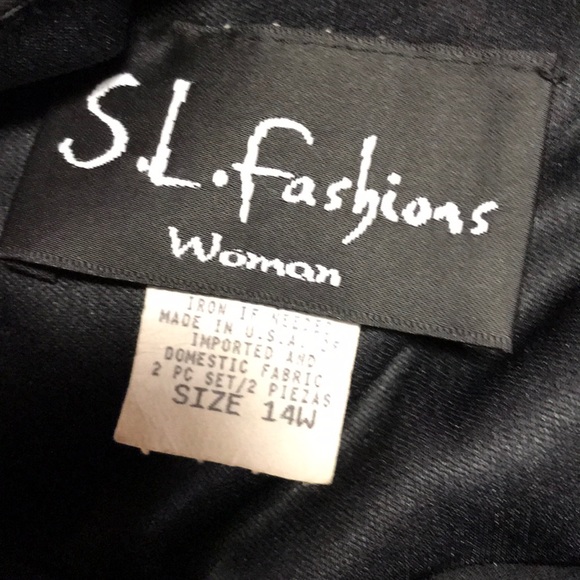 S.L.fashions
Woman
IRON IF NEEDED
MADE IN U.S.A. OF
IMPORTED AND
DOMESTIC FABRIC
2 PC SET/2 PIEZAS
SIZE 14W